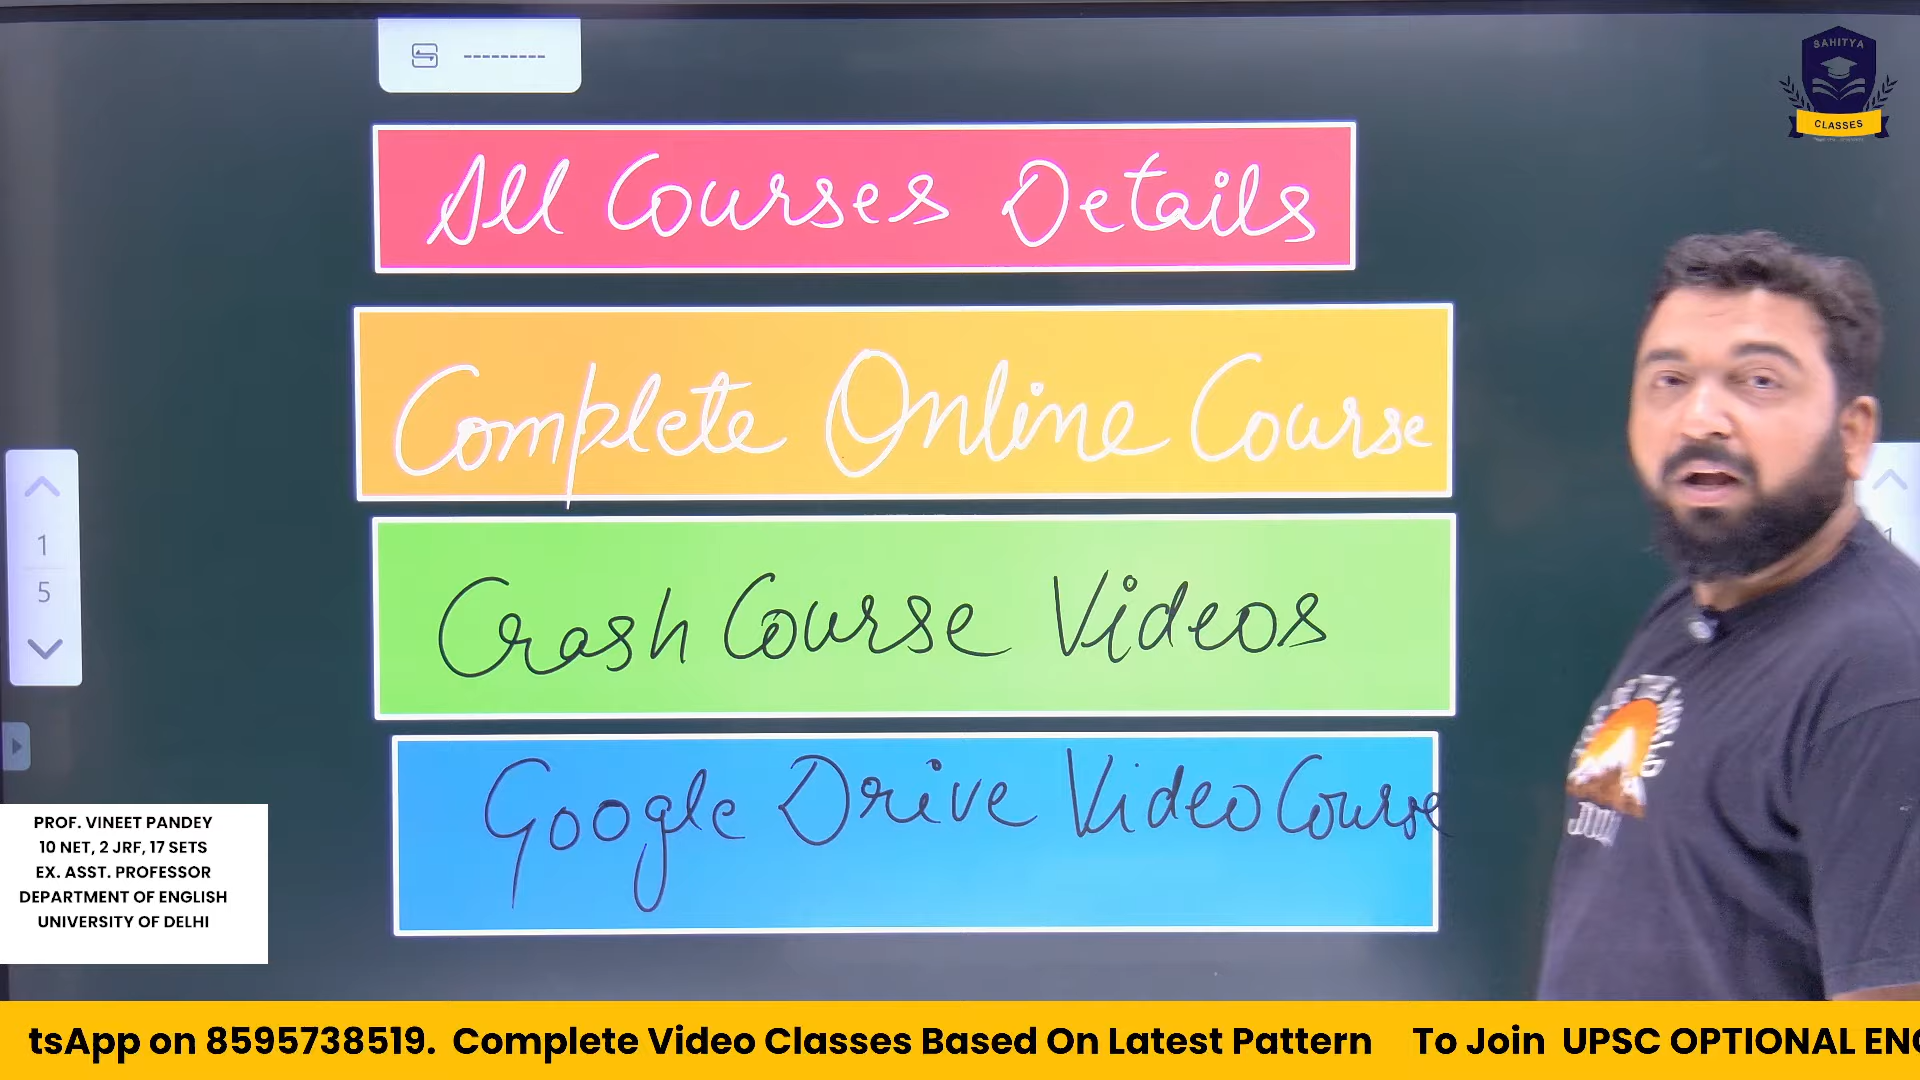 SAHITYA
CLASSES
---------
All Courses Details
Complete Online Course
Crash Course Videos
Google Drive Video Course
1
5
1
PROF. VINEET PANDEY
10 NET, 2 JRF, 17 SETS
EX. ASST. PROFESSOR
DEPARTMENT OF ENGLISH
UNIVERSITY OF DELHI
tsApp on 8595738519. Complete Video Classes Based On Latest Pattern To Join UPSC OPTIONAL ENG